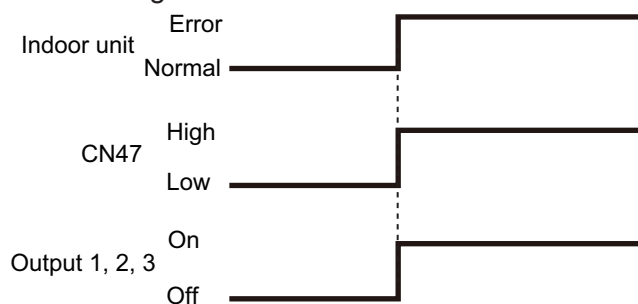 Indoor unit
Error
Normal
CN47
High
Low
Output 1, 2, 3
On
Off